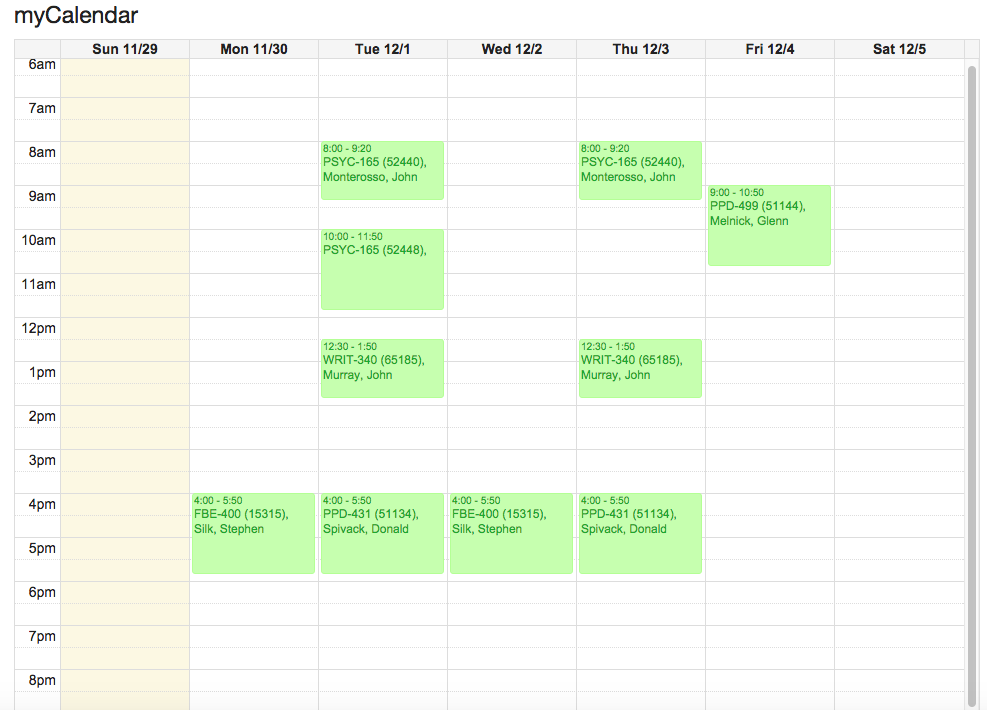 myCalendar
Sun 11/29 Mon 11/30 Tue 12/1 Wed 12/2 Thu 12/3 Fri 12/4 Sat 12/5
6am
7am
8am
9am
10am
11am
12pm
1pm
2pm
3pm
4pm
5pm
6pm
7pm
8pm
4:00 - 5:50
FBE-400 (15315),
Silk, Stephen
8:00 - 9:20
PSYC-165 (52440),
Monterosso, John
10:00 - 11:50
PSYC-165 (52448),
12:30 - 1:50
WRIT-340 (65185),
Murray, John
4:00 - 5:50
PPD-431 (51134),
Spivack, Donald
4:00 - 5:50
FBE-400 (15315),
Silk, Stephen
8:00 - 9:20
PSYC-165 (52440),
Monterosso, John
12:30 - 1:50
WRIT-340 (65185),
Murray, John
4:00 - 5:50
PPD-431 (51134),
Spivack, Donald
9:00 - 10:50
PPD-499 (51144),
Melnick, Glenn